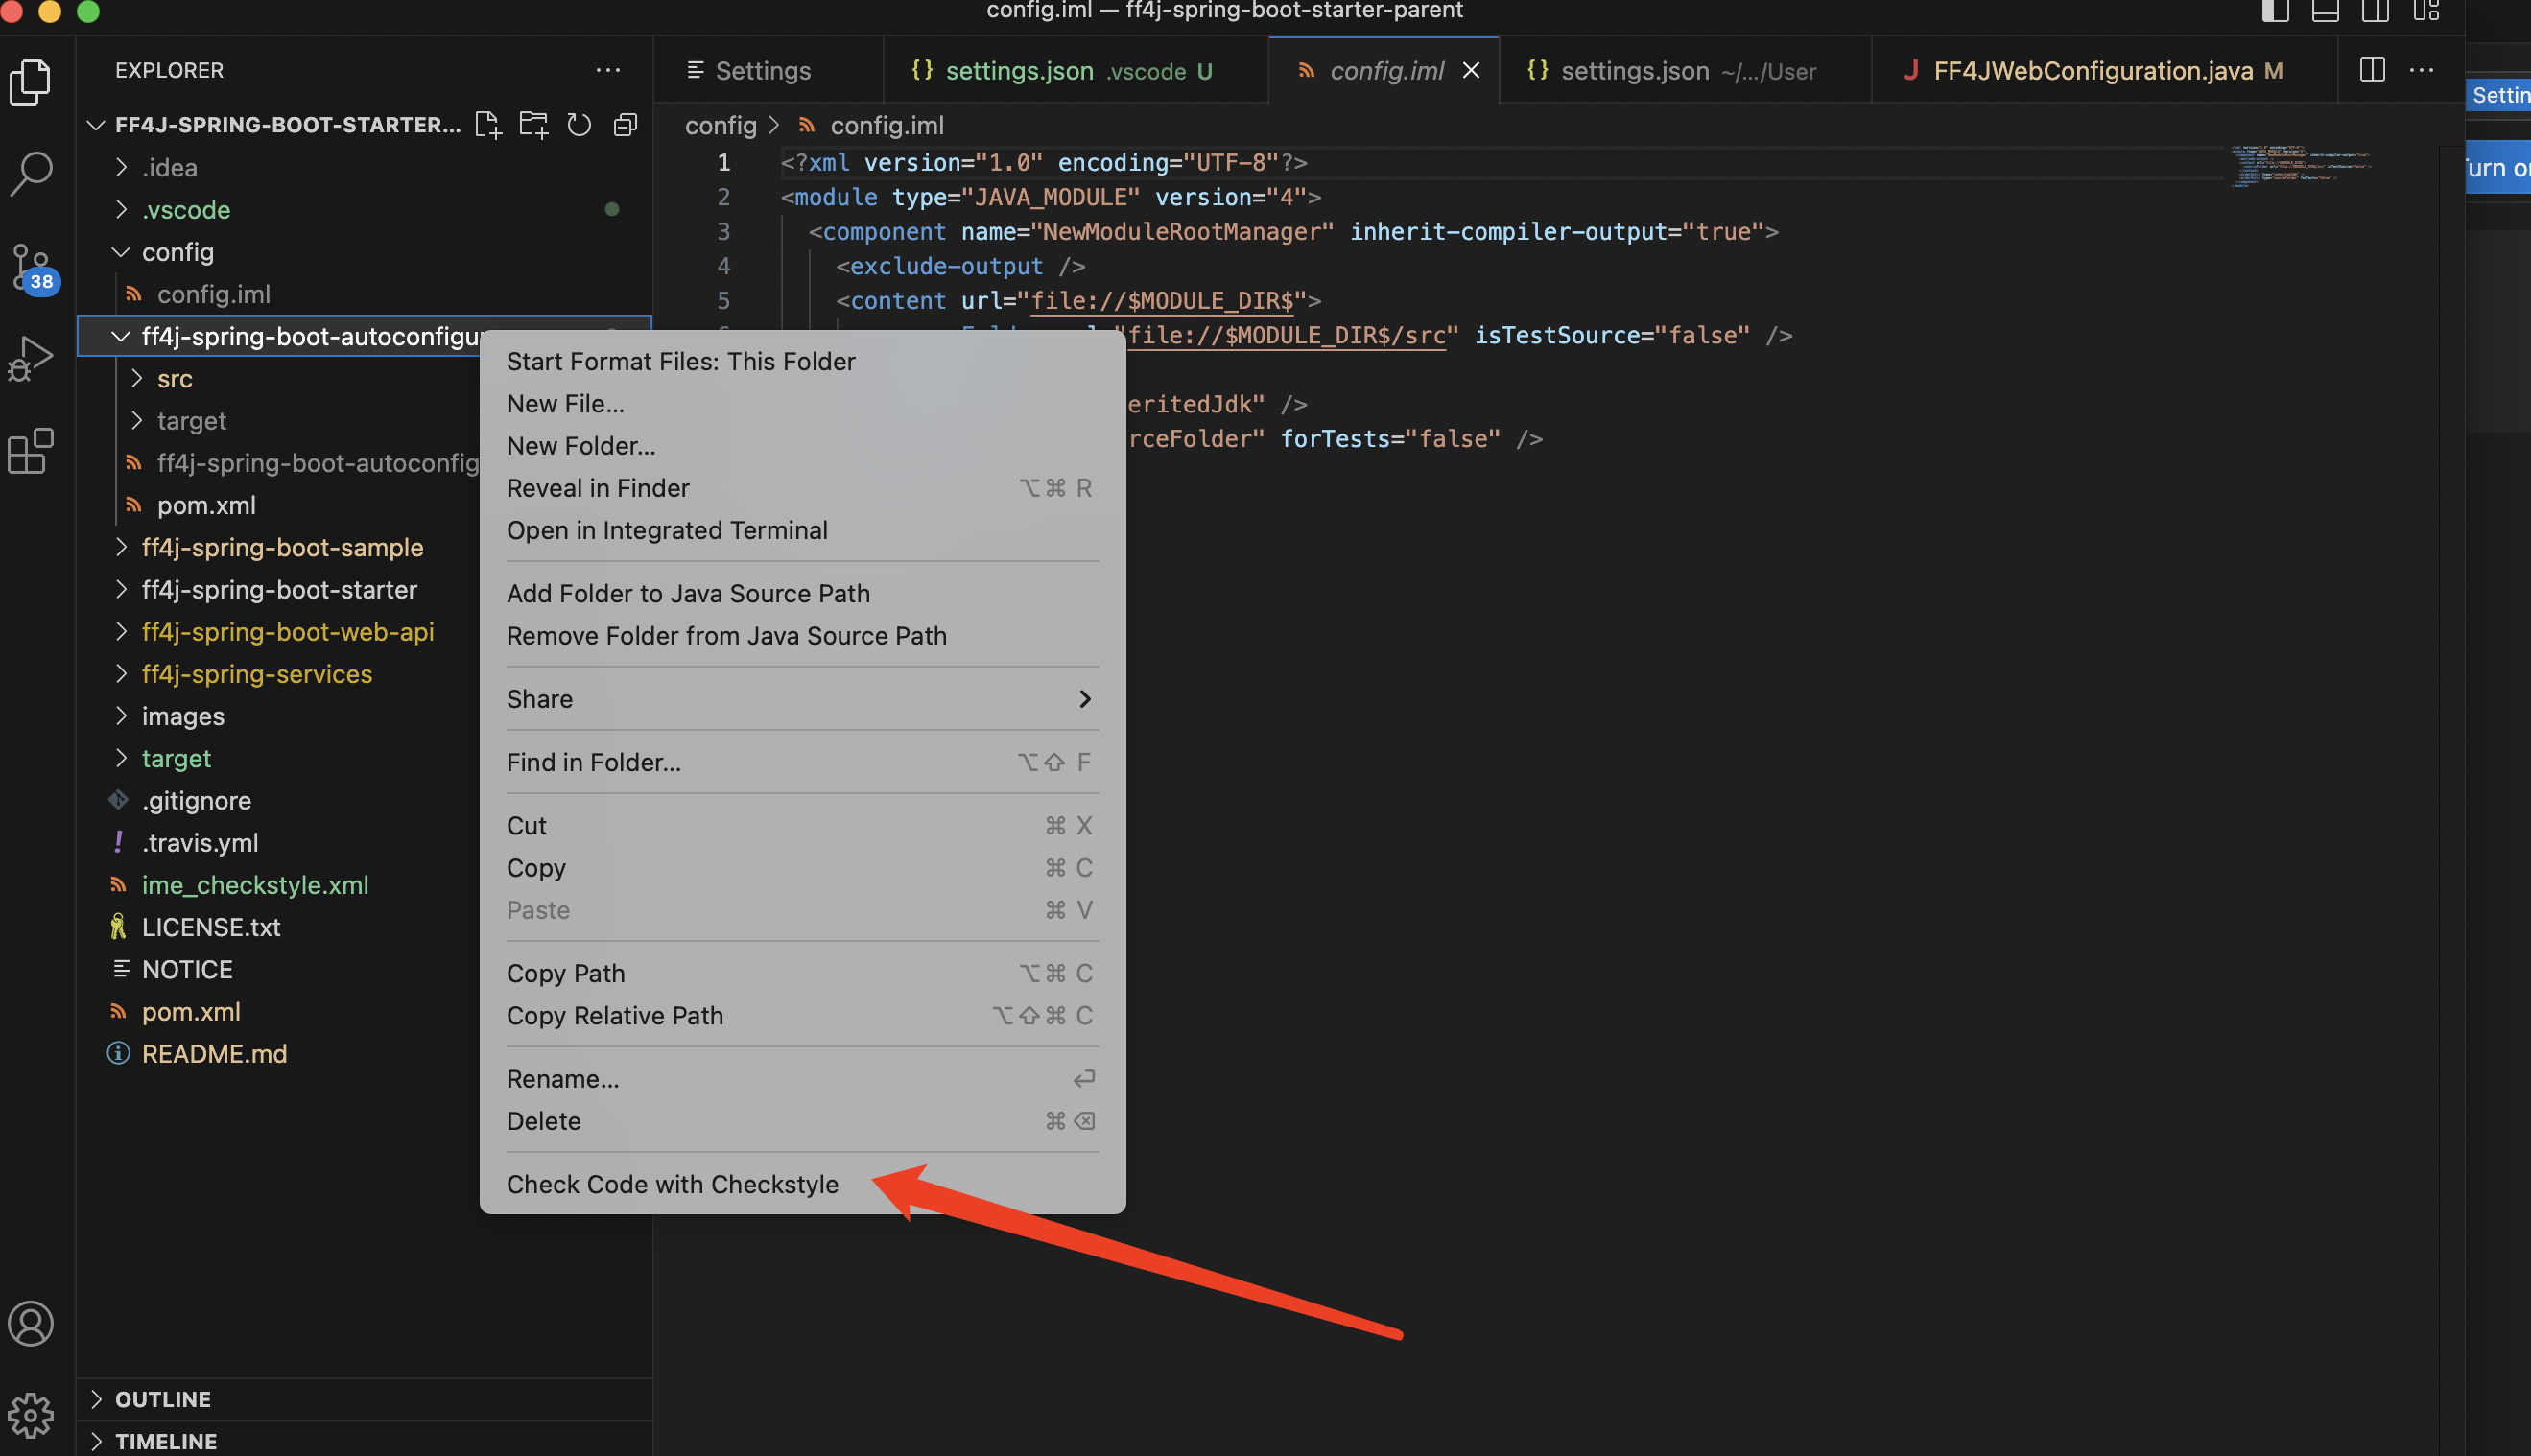 config.iml — ff4j-spring-boot-starter-parent
EXPLORER
Settings
{} settings.json .vscode U
config.iml
{} settings.json ~/.../User
J FF4JWebConfiguration.java M
FF4J-SPRING-BOOT-STARTER...
.idea
.vscode
config
config.iml
ff4j-spring-boot-autoconfigu
src
target
ff4j-spring-boot-autoconfig
pom.xml
ff4j-spring-boot-sample
ff4j-spring-boot-starter
ff4j-spring-boot-web-api
ff4j-spring-services
images
target
.gitignore
! .travis.yml
ime_checkstyle.xml
LICENSE.txt
NOTICE
pom.xml
README.md
OUTLINE
TIMELINE
38
config > config.iml
1 <?xml version="1.0" encoding="UTF-8"?>
2 <module type="JAVA_MODULE" version="4">
3 <component name="NewModuleRootManager" inherit-compiler-output="true">
4 <exclude-output />
5 <content url="file://$MODULE_DIR$">
"file://$MODULE_DIR$/src" isTestSource="false" />
eritedJdk" />
rceFolder" forTests="false" />
Start Format Files: This Folder
New File...
New Folder...
Reveal in Finder ⌥⌘ R
Open in Integrated Terminal
Add Folder to Java Source Path
Remove Folder from Java Source Path
Share
Find in Folder... ⌥⇧ F
Cut ⌘ X
Copy ⌘ C
Paste ⌘ V
Copy Path ⌥⌘ C
Copy Relative Path ⌥⇧⌘ C
Rename... ⏎
Delete ⌘⌫
Check Code with Checkstyle
Settin
urn o